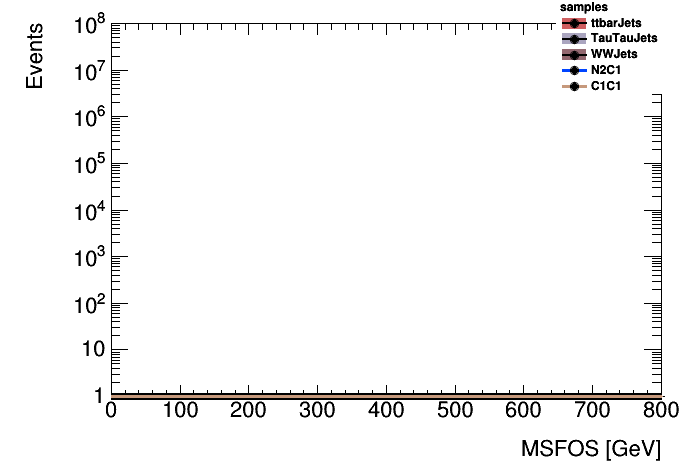 samples
ttbarJets
TauTauJets
WWJets
N2C1
C1C1
Events
10⁸
10⁷
10⁶
10⁵
10⁴
10³
10²
10
1
0 100 200 300 400 500 600 700 800
MSFOS [GeV]